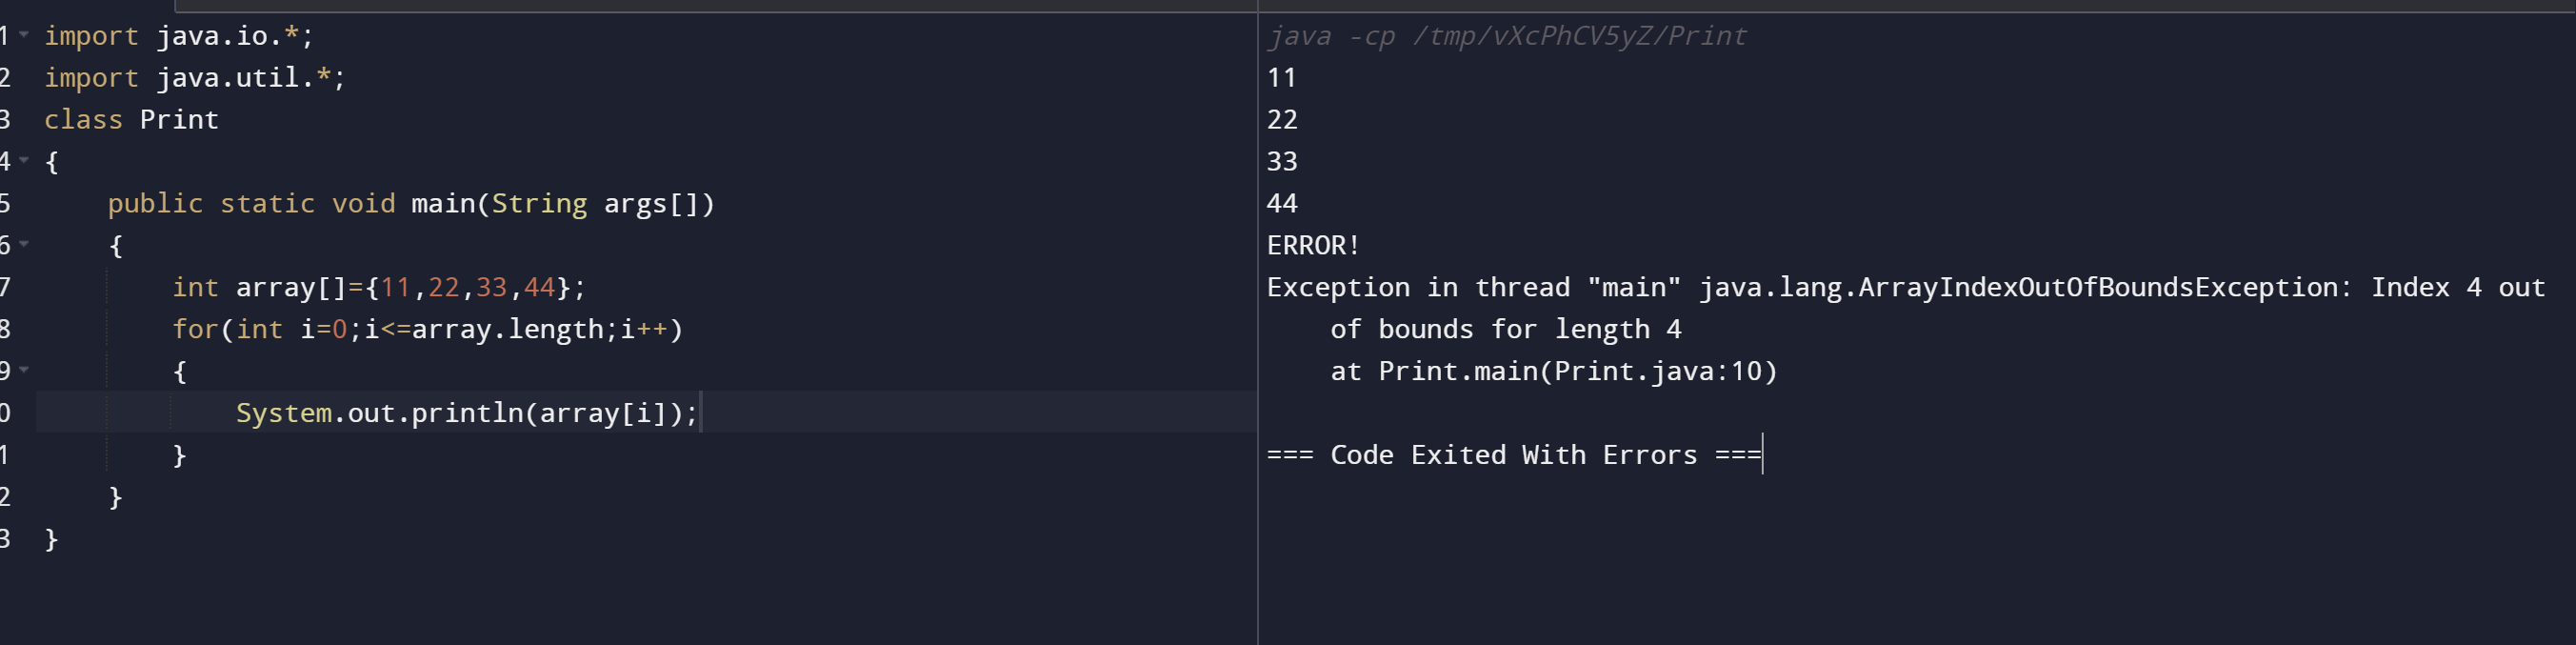 1 import java.io.*;
2 import java.util.*;
3 class Print
4 {
5     public static void main(String args[])
6     {
7         int array[]={11,22,33,44};
8         for(int i=0;i<=array.length;i++)
9         {
0             System.out.println(array[i]);
1         }
2     }
3 }
java -cp /tmp/vXcPhCV5yZ/Print
11
22
33
44
ERROR!
Exception in thread "main" java.lang.ArrayIndexOutOfBoundsException: Index 4 out
    of bounds for length 4
    at Print.main(Print.java:10)
=== Code Exited With Errors ===